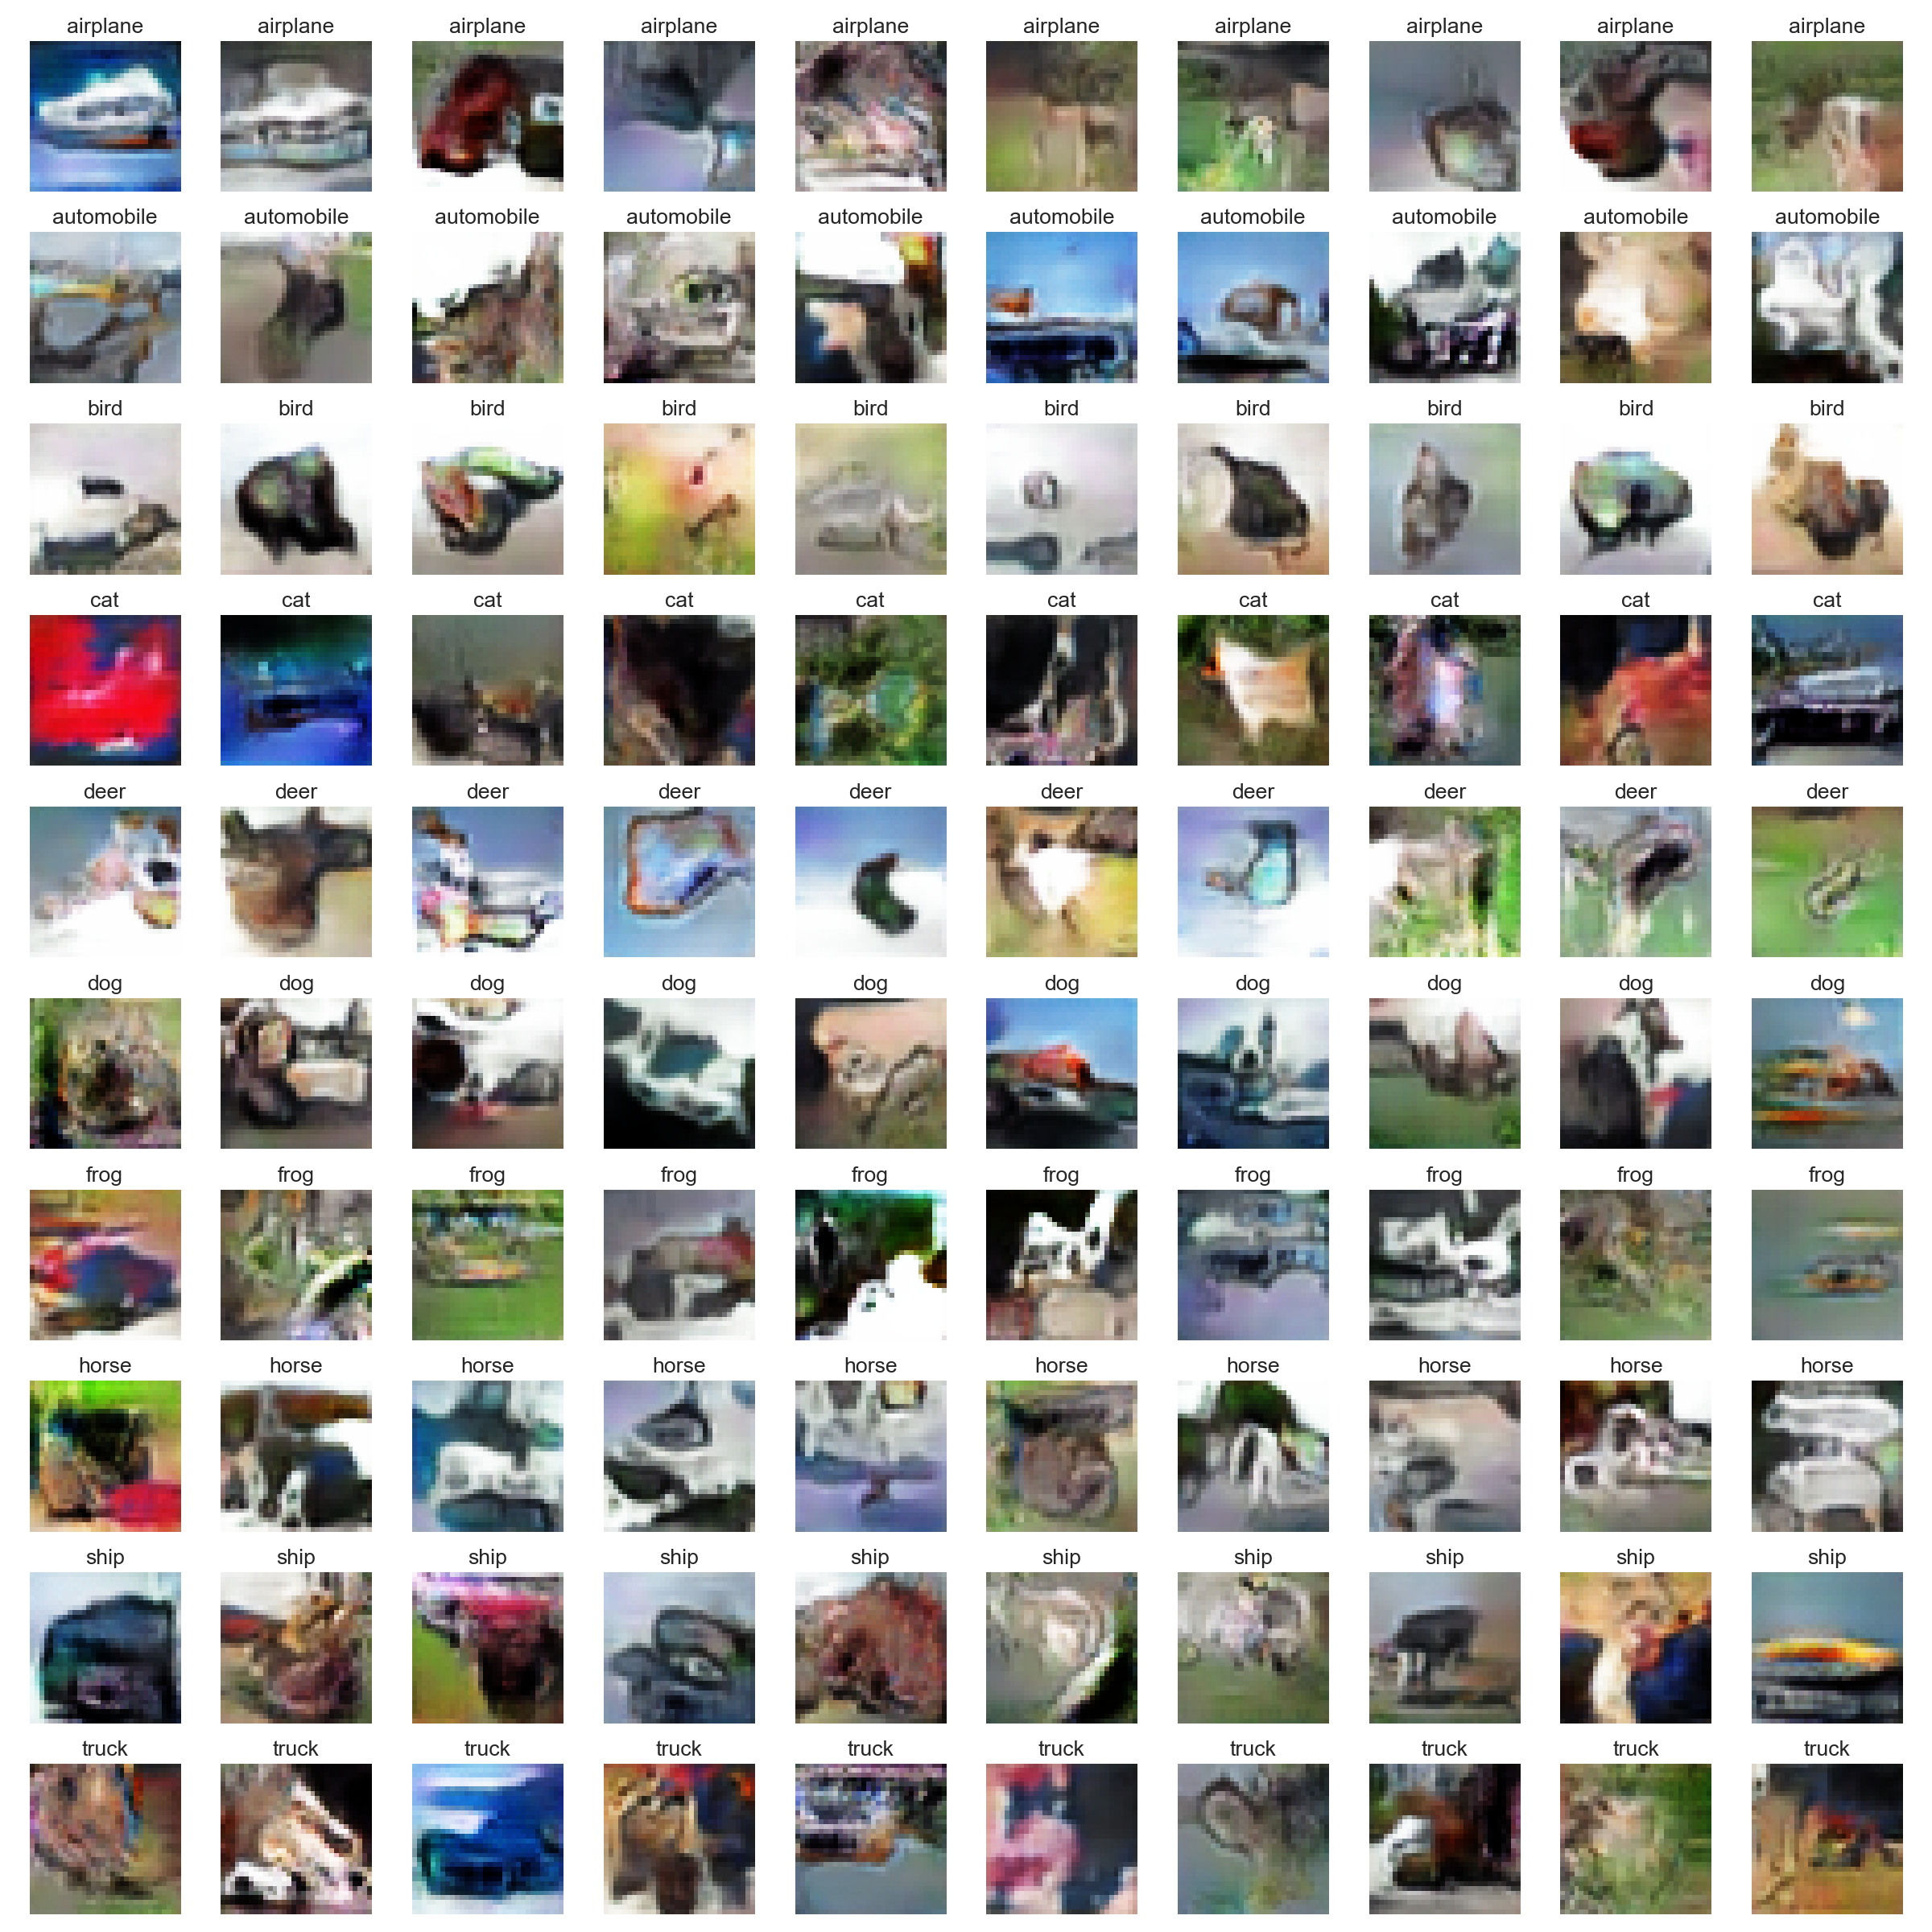 airplane airplane airplane airplane airplane airplane airplane airplane airplane airplane
automobile automobile automobile automobile automobile automobile automobile automobile automobile automobile
bird bird bird bird bird bird bird bird bird bird
cat cat cat cat cat cat cat cat cat cat
deer deer deer deer deer deer deer deer deer deer
dog dog dog dog dog dog dog dog dog dog
frog frog frog frog frog frog frog frog frog frog
horse horse horse horse horse horse horse horse horse horse
ship ship ship ship ship ship ship ship ship ship
truck truck truck truck truck truck truck truck truck truck